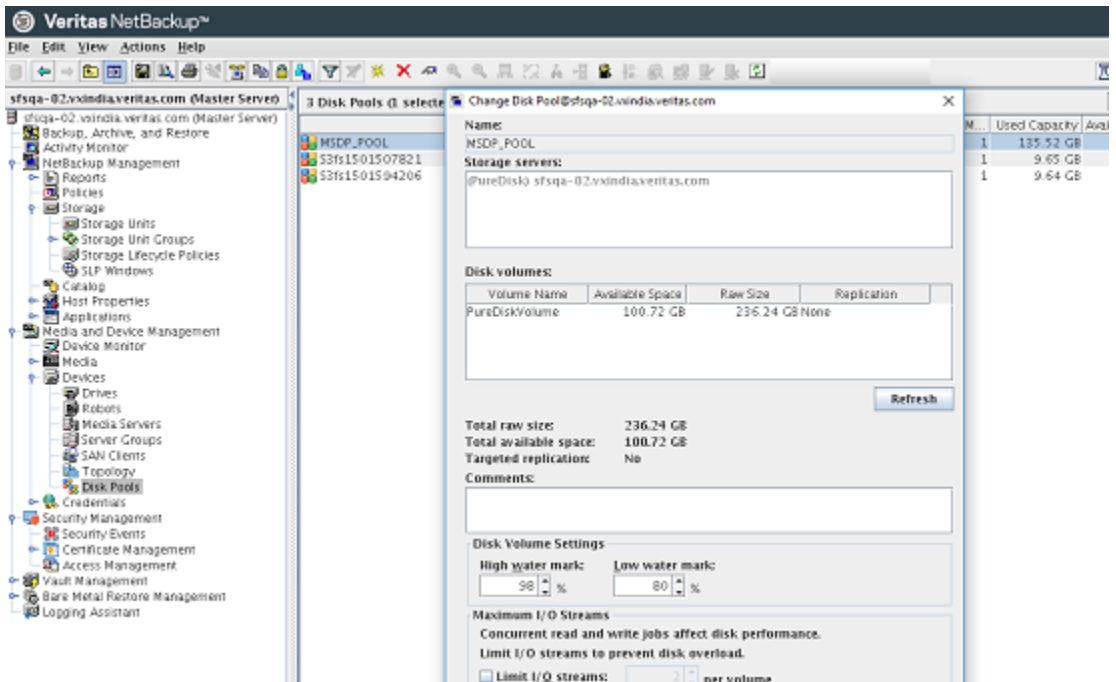 Veritas NetBackup™
File Edit View Actions Help
sfsqa-02.vxindia.veritas.com (Master Server)
sfsqa-02.vxindia.veritas.com (Master Server)
Backup, Archive, and Restore
Activity Monitor
NetBackup Management
Reports
Policies
Storage
Storage Units
Storage Unit Groups
Storage Lifecycle Policies
SLP Windows
Catalog
Host Properties
Applications
Media and Device Management
Device Monitor
Media
Devices
Drives
Robots
Media Servers
Server Groups
SAN Clients
Topology
Disk Pools
Credentials
Security Management
Security Events
Certificate Management
Access Management
Vault Management
Bare Metal Restore Management
Logging Assistant
3 Disk Pools (1 selecte
M... Used Capacity Avai
MSDP_POOL 1 135.52 GB
S3fs1501507821 1 9.65 GB
S3fs1501594206 1 9.64 GB
Change Disk Pool@sfsqa-02.vxindia.veritas.com
Name:
MSDP_POOL
Storage servers:
(PureDisk) sfsqa-02.vxindia.veritas.com
Disk volumes:
Volume Name Available Space Raw Size Replication
PureDiskVolume 100.72 GB 236.24 GB None
Refresh
Total raw size: 236.24 GB
Total available space: 100.72 GB
Targeted replication: No
Comments:
Disk Volume Settings
High water mark: Low water mark:
98 % 80 %
Maximum I/O Streams
Concurrent read and write jobs affect disk performance.
Limit I/O streams to prevent disk overload.
Limit I/O streams: 2 per volume